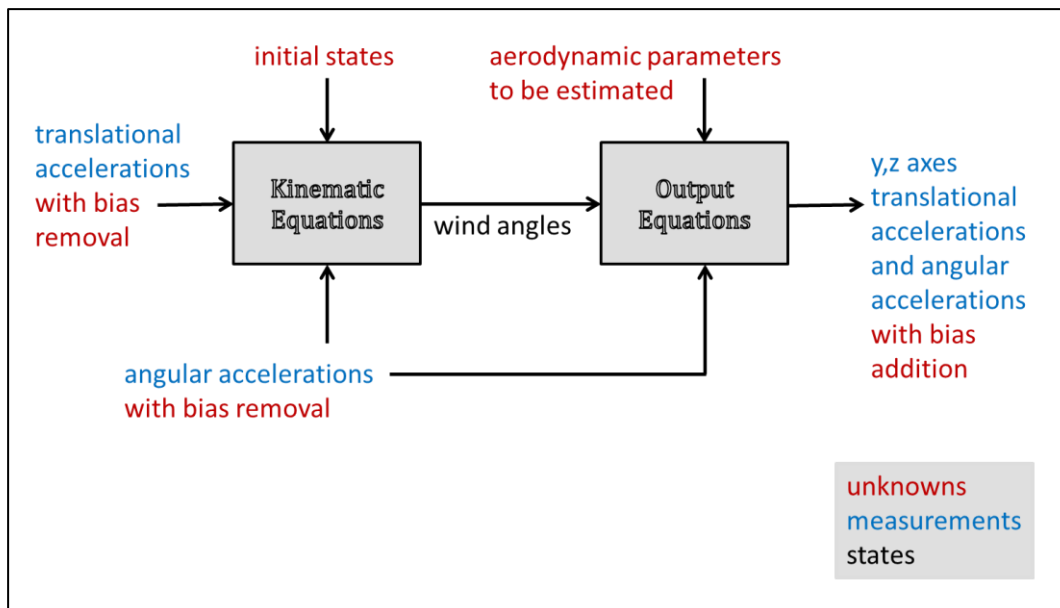 initial states
aerodynamic parameters
to be estimated
translational
accelerations
with bias
removal
Kinematic
Equations
wind angles
Output
Equations
y,z axes
translational
accelerations
and angular
accelerations
with bias
addition
angular accelerations
with bias removal
unknowns
measurements
states